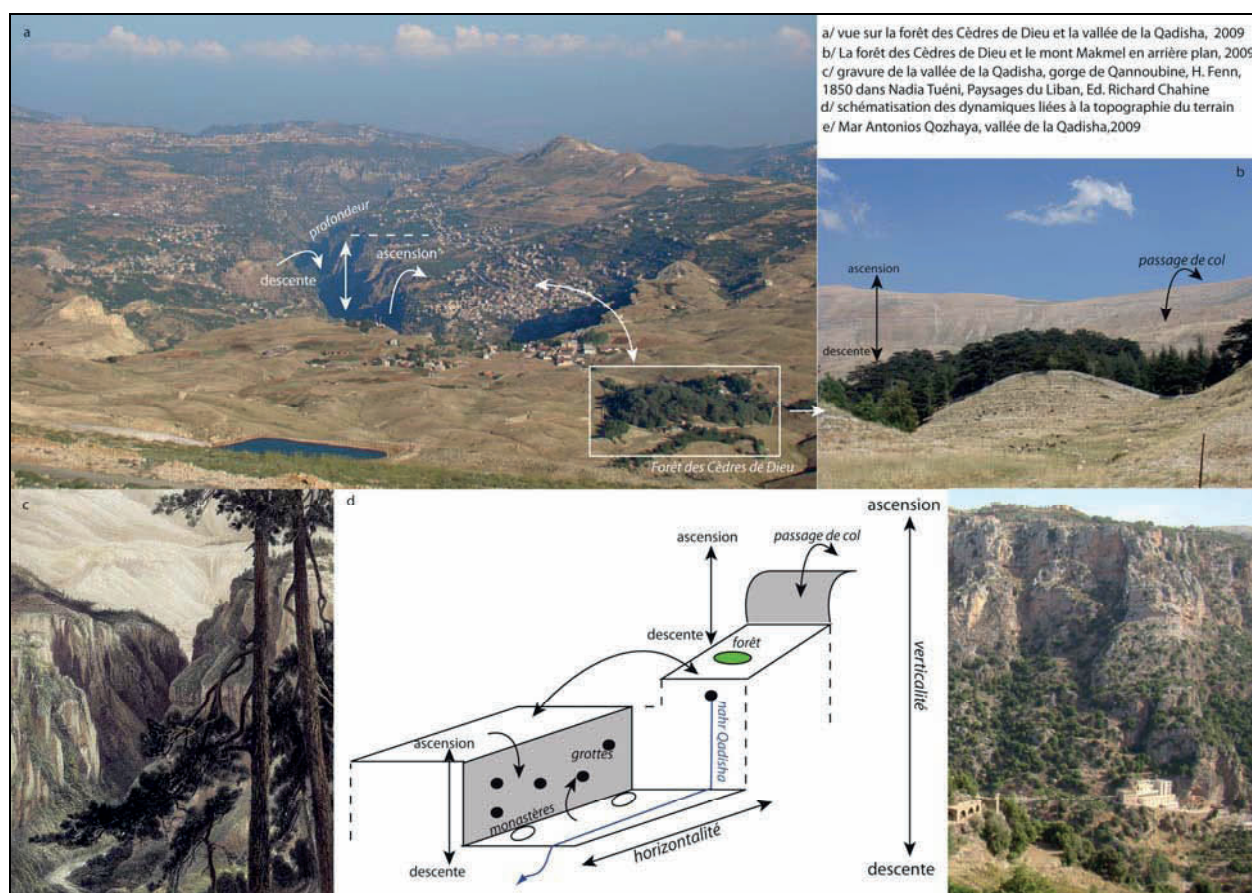 a
profondeur
ascension
descente
Forêt des Cèdres de Dieu
a/ vue sur la forêt des Cèdres de Dieu et la vallée de la Qadisha, 2009
b/ La forêt des Cèdres de Dieu et le mont Makmel en arrière plan, 2009
c/ gravure de la vallée de la Qadisha, gorge de Qannoubine, H. Fenn,
1850 dans Nadia Tuéni, Paysages du Liban, Ed. Richard Chahine
d/ schématisation des dynamiques liées à la topographie du terrain
e/ Mar Antonios Qozhaya, vallée de la Qadisha,2009
b
ascension
passage de col
descente
c
d
ascension
passage de col
descente
forêt
nahr Qadisha
ascension
grottes
monastères
descente
horizontalité
ascension
verticalité
descente